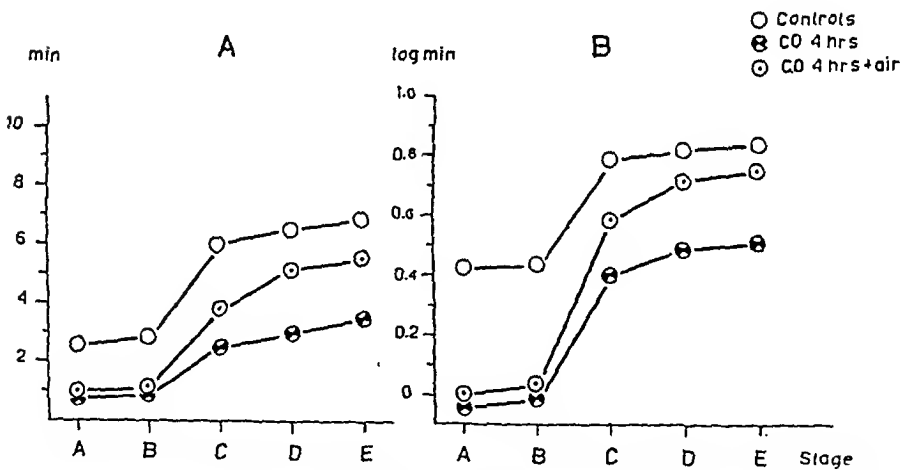 Controls
CO 4 hrs
CO 4 hrs+air
min
A
log min
B
10
8
6
4
2
A B C D E
1.0
0.8
0.6
0.4
0.2
0
A B C D E Stage